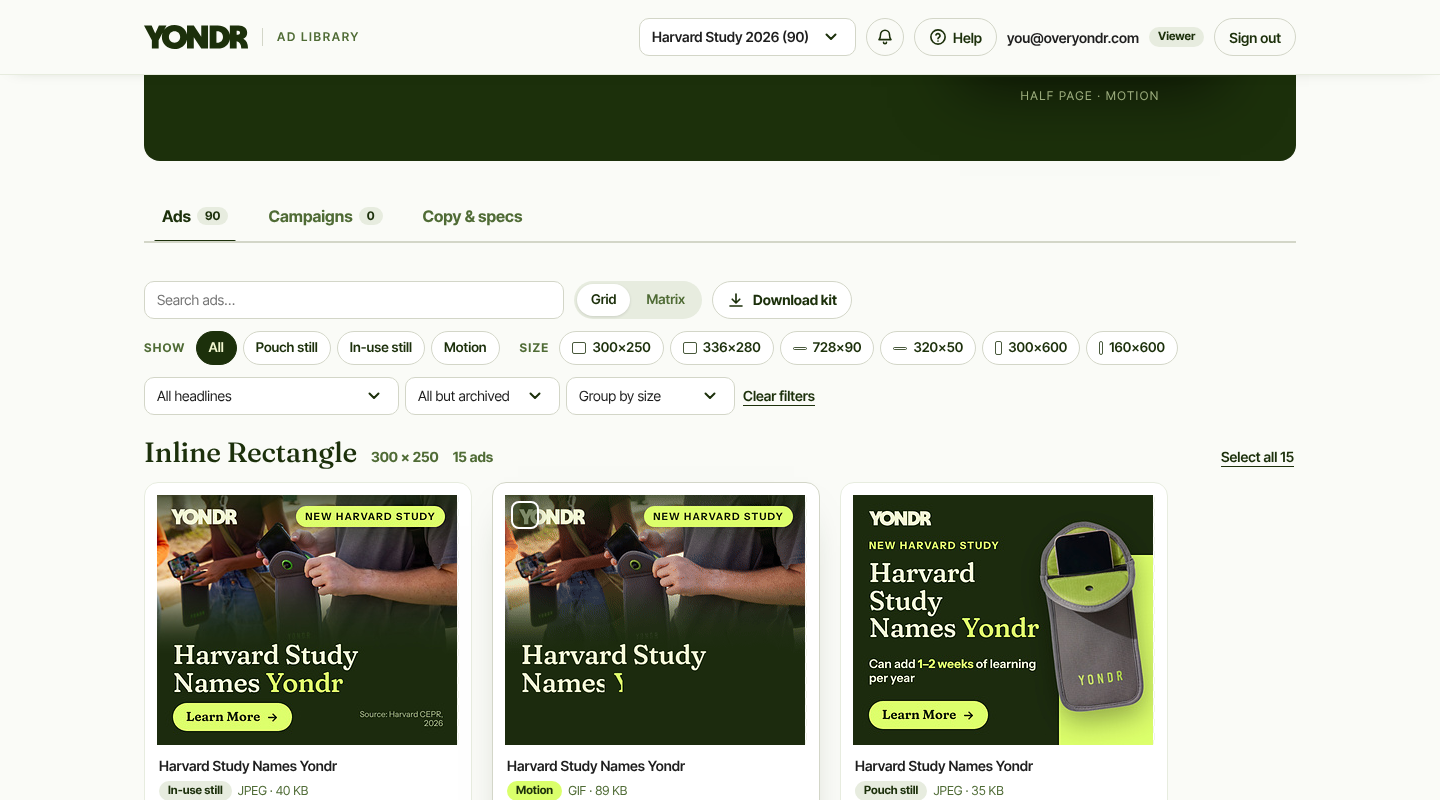 YONDR
AD LIBRARY
Harvard Study 2026 (90)
Help
you@overyondr.com
Viewer
Sign out
HALF PAGE · MOTION
Ads 90
Campaigns 0
Copy & specs
Search ads...
Grid
Matrix
Download kit
SHOW
All
Pouch still
In-use still
Motion
SIZE
300×250
336×280
728×90
320×50
300×600
160×600
All headlines
All but archived
Group by size
Clear filters
Inline Rectangle 300 × 250 15 ads
Select all 15
YONDR
NEW HARVARD STUDY
Harvard Study
Names Yondr
Learn More →
Source: Harvard CEPR,
2026
Harvard Study Names Yondr
In-use still JPEG · 40 KB
YONDR
NEW HARVARD STUDY
Harvard Study
Names Y
Harvard Study Names Yondr
Motion GIF · 89 KB
YONDR
NEW HARVARD STUDY
Harvard
Study
Names Yondr
Can add 1–2 weeks of learning
per year
Learn More →
YONDR
Harvard Study Names Yondr
Pouch still JPEG · 35 KB